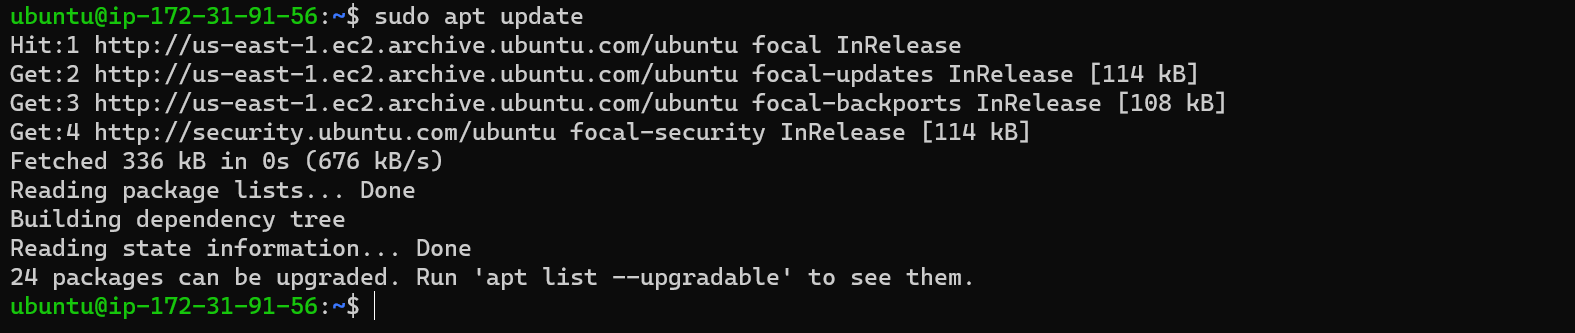 ubuntu@ip-172-31-91-56:~$ sudo apt update
Hit:1 http://us-east-1.ec2.archive.ubuntu.com/ubuntu focal InRelease
Get:2 http://us-east-1.ec2.archive.ubuntu.com/ubuntu focal-updates InRelease [114 kB]
Get:3 http://us-east-1.ec2.archive.ubuntu.com/ubuntu focal-backports InRelease [108 kB]
Get:4 http://security.ubuntu.com/ubuntu focal-security InRelease [114 kB]
Fetched 336 kB in 0s (676 kB/s)
Reading package lists... Done
Building dependency tree
Reading state information... Done
24 packages can be upgraded. Run 'apt list --upgradable' to see them.
ubuntu@ip-172-31-91-56:~$